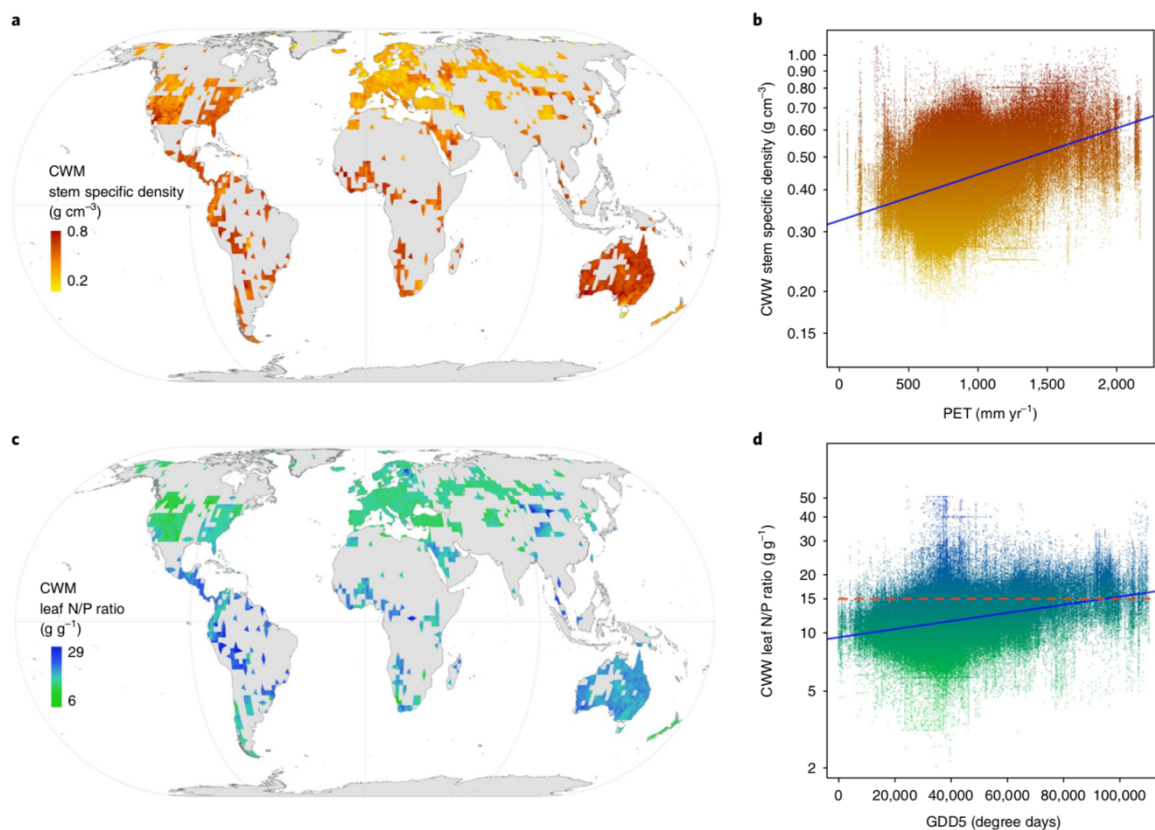 a
CWM
stem specific density
(g cm⁻³)
0.8
0.2
b
CWW stem specific density (g cm⁻³)
1.00
0.90
0.80
0.70
0.60
0.50
0.40
0.30
0.20
0.15
0
500
1,000
1,500
2,000
PET (mm yr⁻¹)
c
CWM
leaf N/P ratio
(g g⁻¹)
29
6
d
CWW leaf N/P ratio (g g⁻¹)
50
40
30
20
15
10
5
2
0
20,000
40,000
60,000
80,000
100,000
GDD5 (degree days)